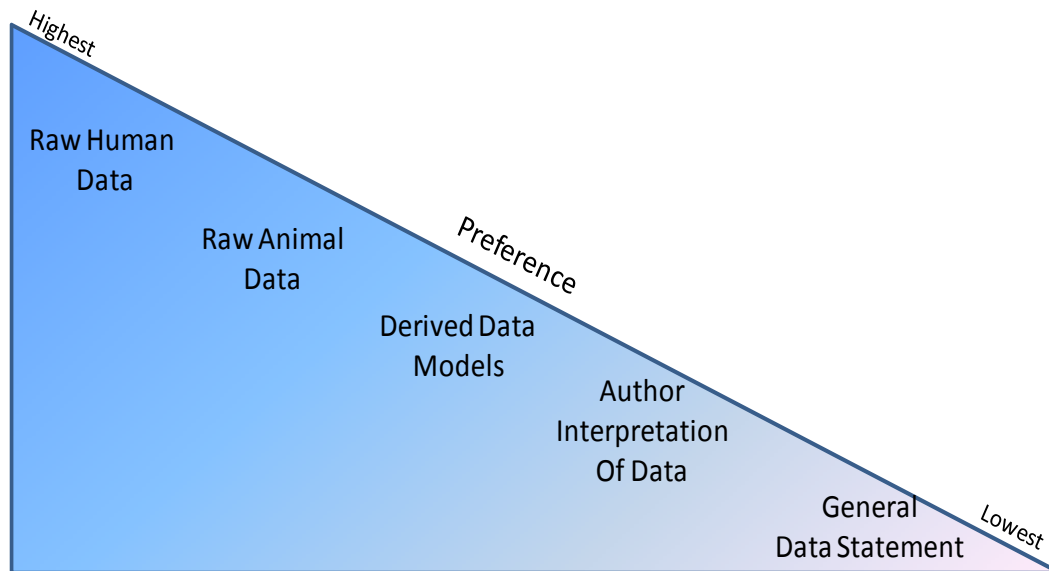 Highest
Raw Human
Data
Raw Animal
Data
Preference
Derived Data
Models
Author
Interpretation
Of Data
General
Data Statement
Lowest